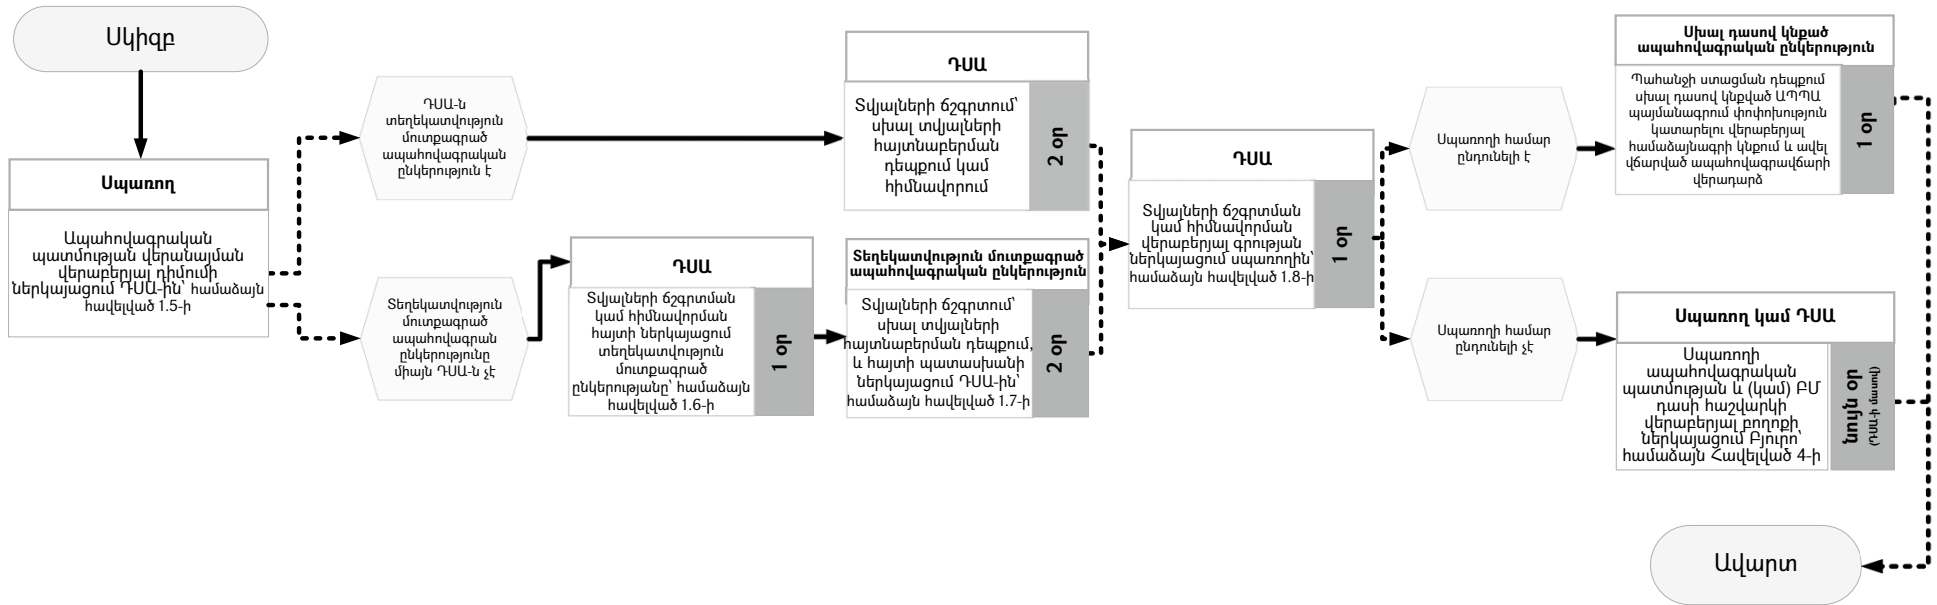 Սկիզբ
Սպառող
Ապահովագրական
պատմության վերանայման
վերաբերյալ դիմումի
ներկայացում ԴՍԱ-ին՝ համաձայն
հավելված 1.5-ի
ԴՍԱ-ն
տեղեկատվություն
մուտքագրած
ապահովագրական
ընկերություն է
Տեղեկատվություն
մուտքագրած
ապահովագրան
ընկերությունը
միայն ԴՍԱ-ն չէ
ԴՍԱ
Տվյալների ճշգրտման
կամ հիմնավորման
հայտի ներկայացում
տեղեկատվություն
մուտքագրած
ընկերությանը՝ համաձայն
հավելված 1.6-ի
1 օր
ԴՍԱ
Տվյալների ճշգրտում՝
սխալ տվյալների
հայտնաբերման
դեպքում կամ
հիմնավորում
2 օր
Տեղեկատվություն մուտքագրած
ապահովագրական ընկերություն
Տվյալների ճշգրտում՝
սխալ տվյալների
հայտնաբերման դեպքում,
և հայտի պատասխանի
ներկայացում ԴՍԱ-ին՝
համաձայն հավելված 1.7-ի
2 օր
ԴՍԱ
Տվյալների ճշգրտման
կամ հիմնավորման
վերաբերյալ գրության
ներկայացում սպառողին՝
համաձայն հավելված 1.8-ի
1 օր
Սպառողի համար
ընդունելի է
Սպառողի համար
ընդունելի չէ
Սխալ դասով կնքած
ապահովագրական ընկերություն
Պահանջի ստացման դեպքում
սխալ դասով կնքված ԱՊՊԱ
պայմանագրում փոփոխություն
կատարելու վերաբերյալ
համաձայնագրի կնքում և ավել
վճարված ապահովագրավճարի
վերադարձ
1 օր
Սպառող կամ ԴՍԱ
Սպառողի
ապահովագրական
պատմության և (կամ) ԲՄ
դասի հաշվարկի
վերաբերյալ բողոքի
ներկայացում Բյուրո՝
համաձայն Հավելված 4-ի
նույն օր
(ԴՍԱ-ի մասով)
Ավարտ